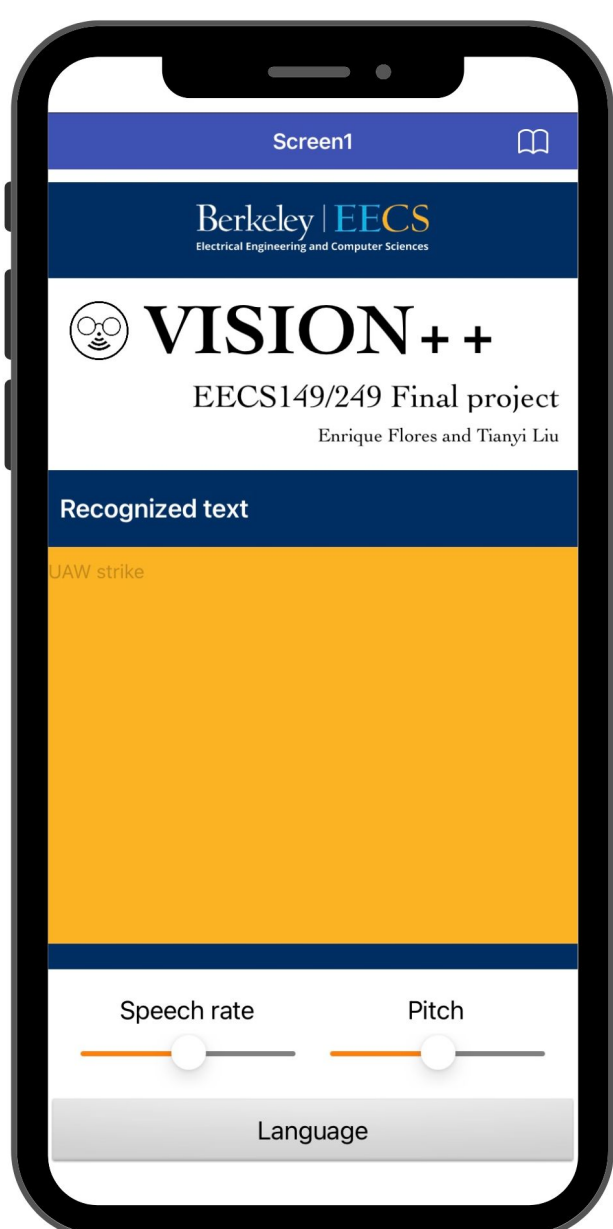 Screen1
Berkeley | EECS
Electrical Engineering and Computer Sciences
VISION++
EECS149/249 Final project
Enrique Flores and Tianyi Liu
Recognized text
UAW strike
Speech rate Pitch
Language